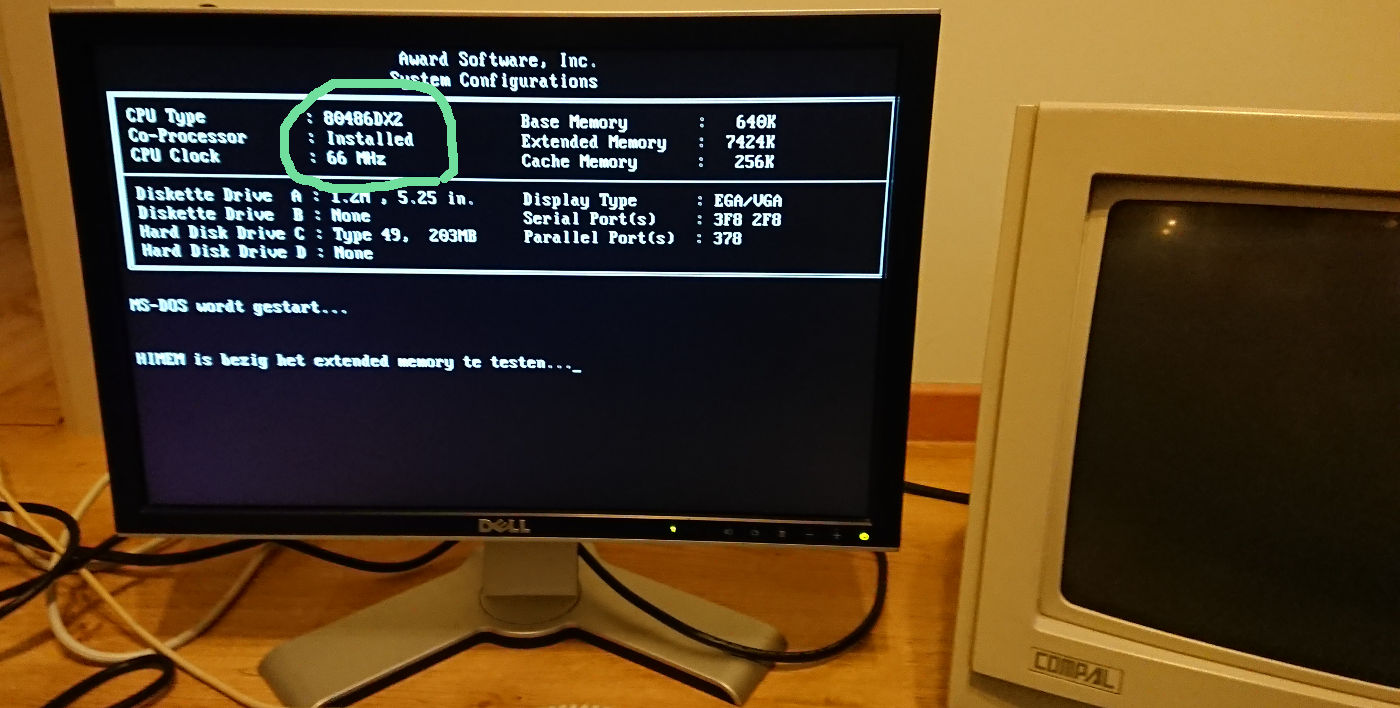 Award Software, Inc.
System Configurations
CPU Type : 80486DX2 Base Memory : 640K
Co-Processor : Installed Extended Memory : 7424K
CPU Clock : 66 MHz Cache Memory : 256K
Diskette Drive A : 1.2M , 5.25 in. Display Type : EGA/VGA
Diskette Drive B : None Serial Port(s) : 3F8 2F8
Hard Disk Drive C : Type 49, 203MB Parallel Port(s) : 378
Hard Disk Drive D : None
MS-DOS wordt gestart...
HIMEM is bezig het extended memory te testen..._
DELL
COMPAL